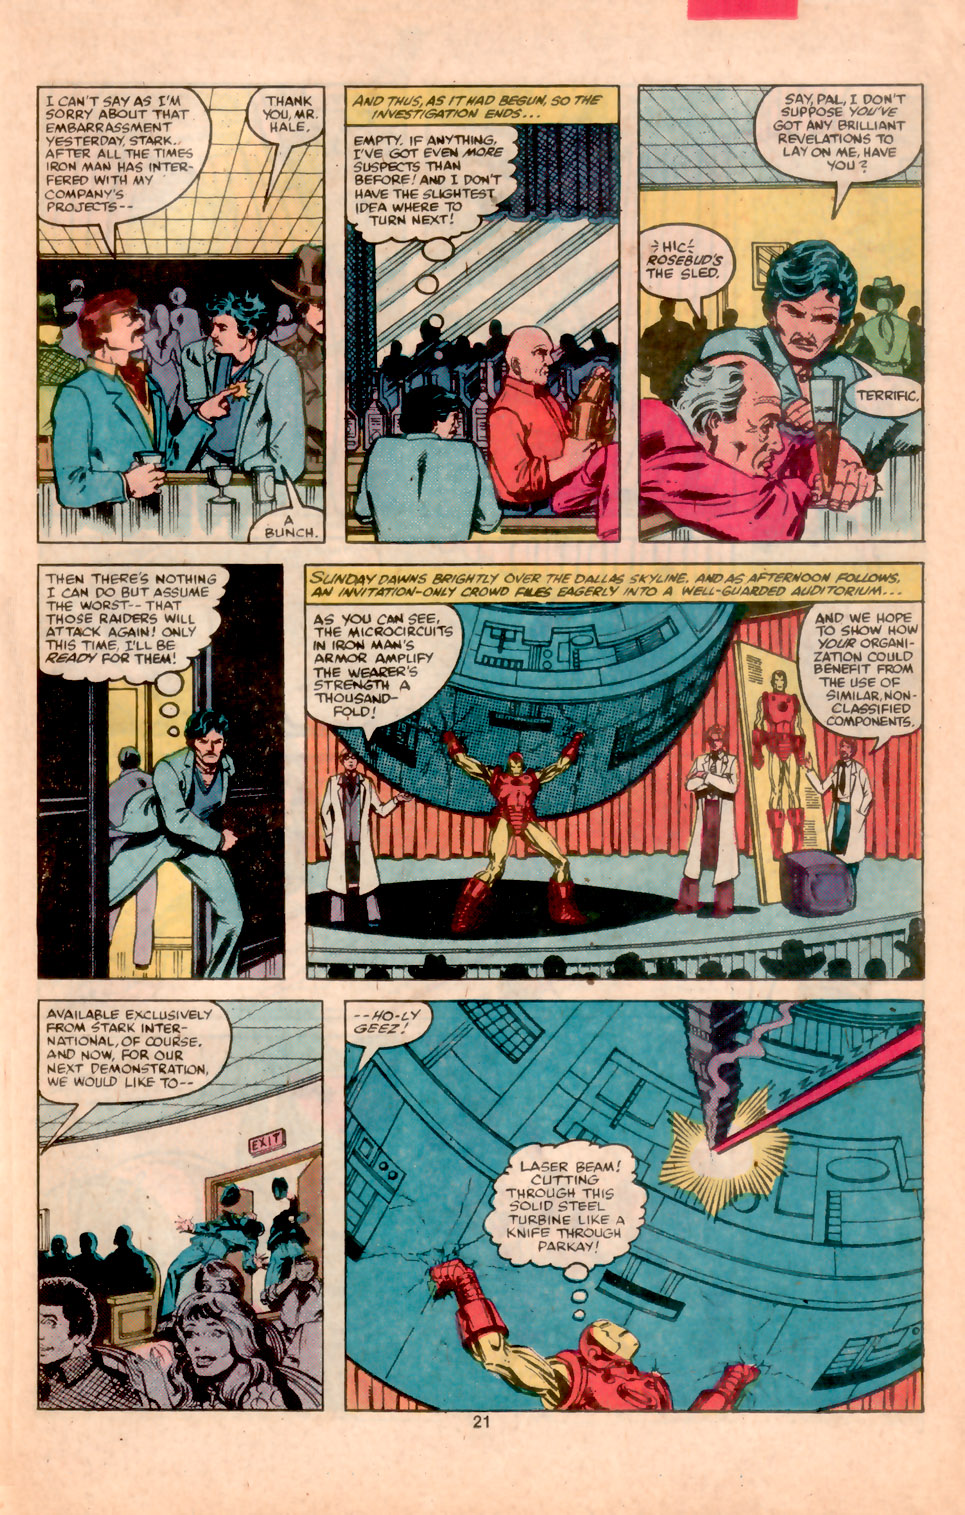 I CAN'T SAY AS I'M
SORRY ABOUT THAT
EMBARRASSMENT
YESTERDAY, STARK..
AFTER ALL THE TIMES
IRON MAN HAS INTER-
FERED WITH MY
COMPANY'S
PROJECTS--
THANK
YOU, MR.
HALE.
A
BUNCH.
AND THUS, AS IT HAD BEGUN, SO THE
INVESTIGATION ENDS...
EMPTY. IF ANYTHING,
I'VE GOT EVEN MORE
SUSPECTS THAN
BEFORE! AND I DON'T
HAVE THE SLIGHTEST
IDEA WHERE TO
TURN NEXT!
SAY, PAL, I DON'T
SUPPOSE YOU'VE
GOT ANY BRILLIANT
REVELATIONS TO
LAY ON ME, HAVE
YOU?
HIC
ROSEBUD'S
THE SLED.
TERRIFIC.
THEN THERE'S NOTHING
I CAN DO BUT ASSUME
THE WORST-- THAT
THOSE RAIDERS WILL
ATTACK AGAIN! ONLY
THIS TIME, I'LL BE
READY FOR THEM!
SUNDAY DAWNS BRIGHTLY OVER THE DALLAS SKYLINE, AND AS AFTERNOON FOLLOWS,
AN INVITATION-ONLY CROWD FILES EAGERLY INTO A WELL-GUARDED AUDITORIUM...
AS YOU CAN SEE,
THE MICROCIRCUITS
IN IRON MAN'S
ARMOR AMPLIFY
THE WEARER'S
STRENGTH A
THOUSAND-
FOLD!
AND WE HOPE
TO SHOW HOW
YOUR ORGANI-
ZATION COULD
BENEFIT FROM
THE USE OF
SIMILAR, NON-
CLASSIFIED
COMPONENTS.
AVAILABLE EXCLUSIVELY
FROM STARK INTER-
NATIONAL, OF COURSE.
AND NOW, FOR OUR
NEXT DEMONSTRATION,
WE WOULD LIKE TO--
EXIT
--HO-LY
GEEZ!
ZZZZ
LASER BEAM!
CUTTING
THROUGH THIS
SOLID STEEL
TURBINE LIKE A
KNIFE THROUGH
PARKAY!
21